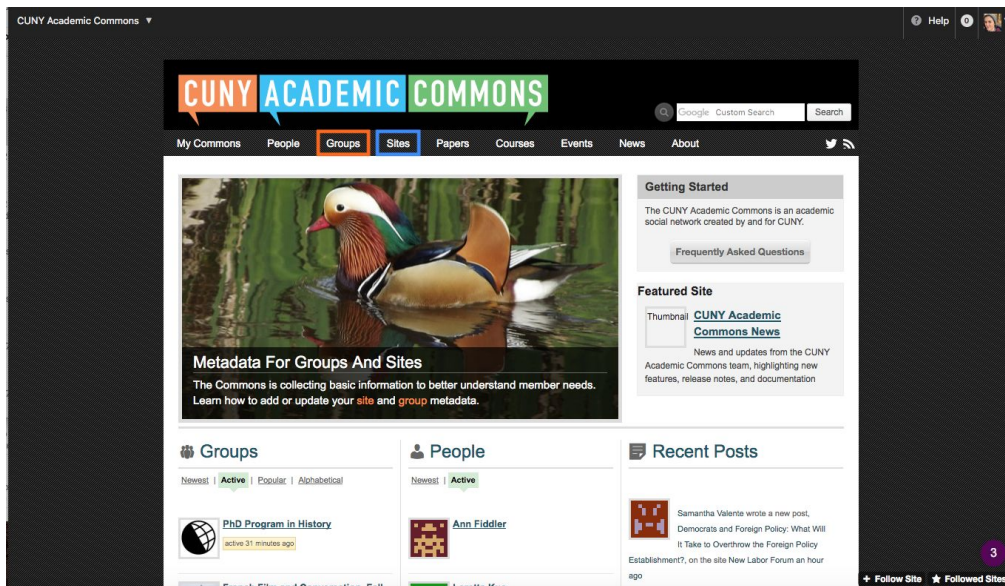 CUNY Academic Commons ▼
Help 0
CUNY ACADEMIC COMMONS
Google Custom Search Search
My Commons People Groups Sites Papers Courses Events News About
Metadata For Groups And Sites
The Commons is collecting basic information to better understand member needs.
Learn how to add or update your site and group metadata.
Getting Started
The CUNY Academic Commons is an academic
social network created by and for CUNY.
Frequently Asked Questions
Featured Site
Thumbnail
CUNY Academic
Commons News
News and updates from the CUNY
Academic Commons team, highlighting new
features, release notes, and documentation
Groups
Newest | Active | Popular | Alphabetical
PhD Program in History
active 31 minutes ago
People
Newest | Active
Ann Fiddler
Recent Posts
Samantha Valente wrote a new post,
Democrats and Foreign Policy: What Will
It Take to Overthrow the Foreign Policy
Establishment?, on the site New Labor Forum an hour
ago
3
+ Follow Site ★ Followed Sites